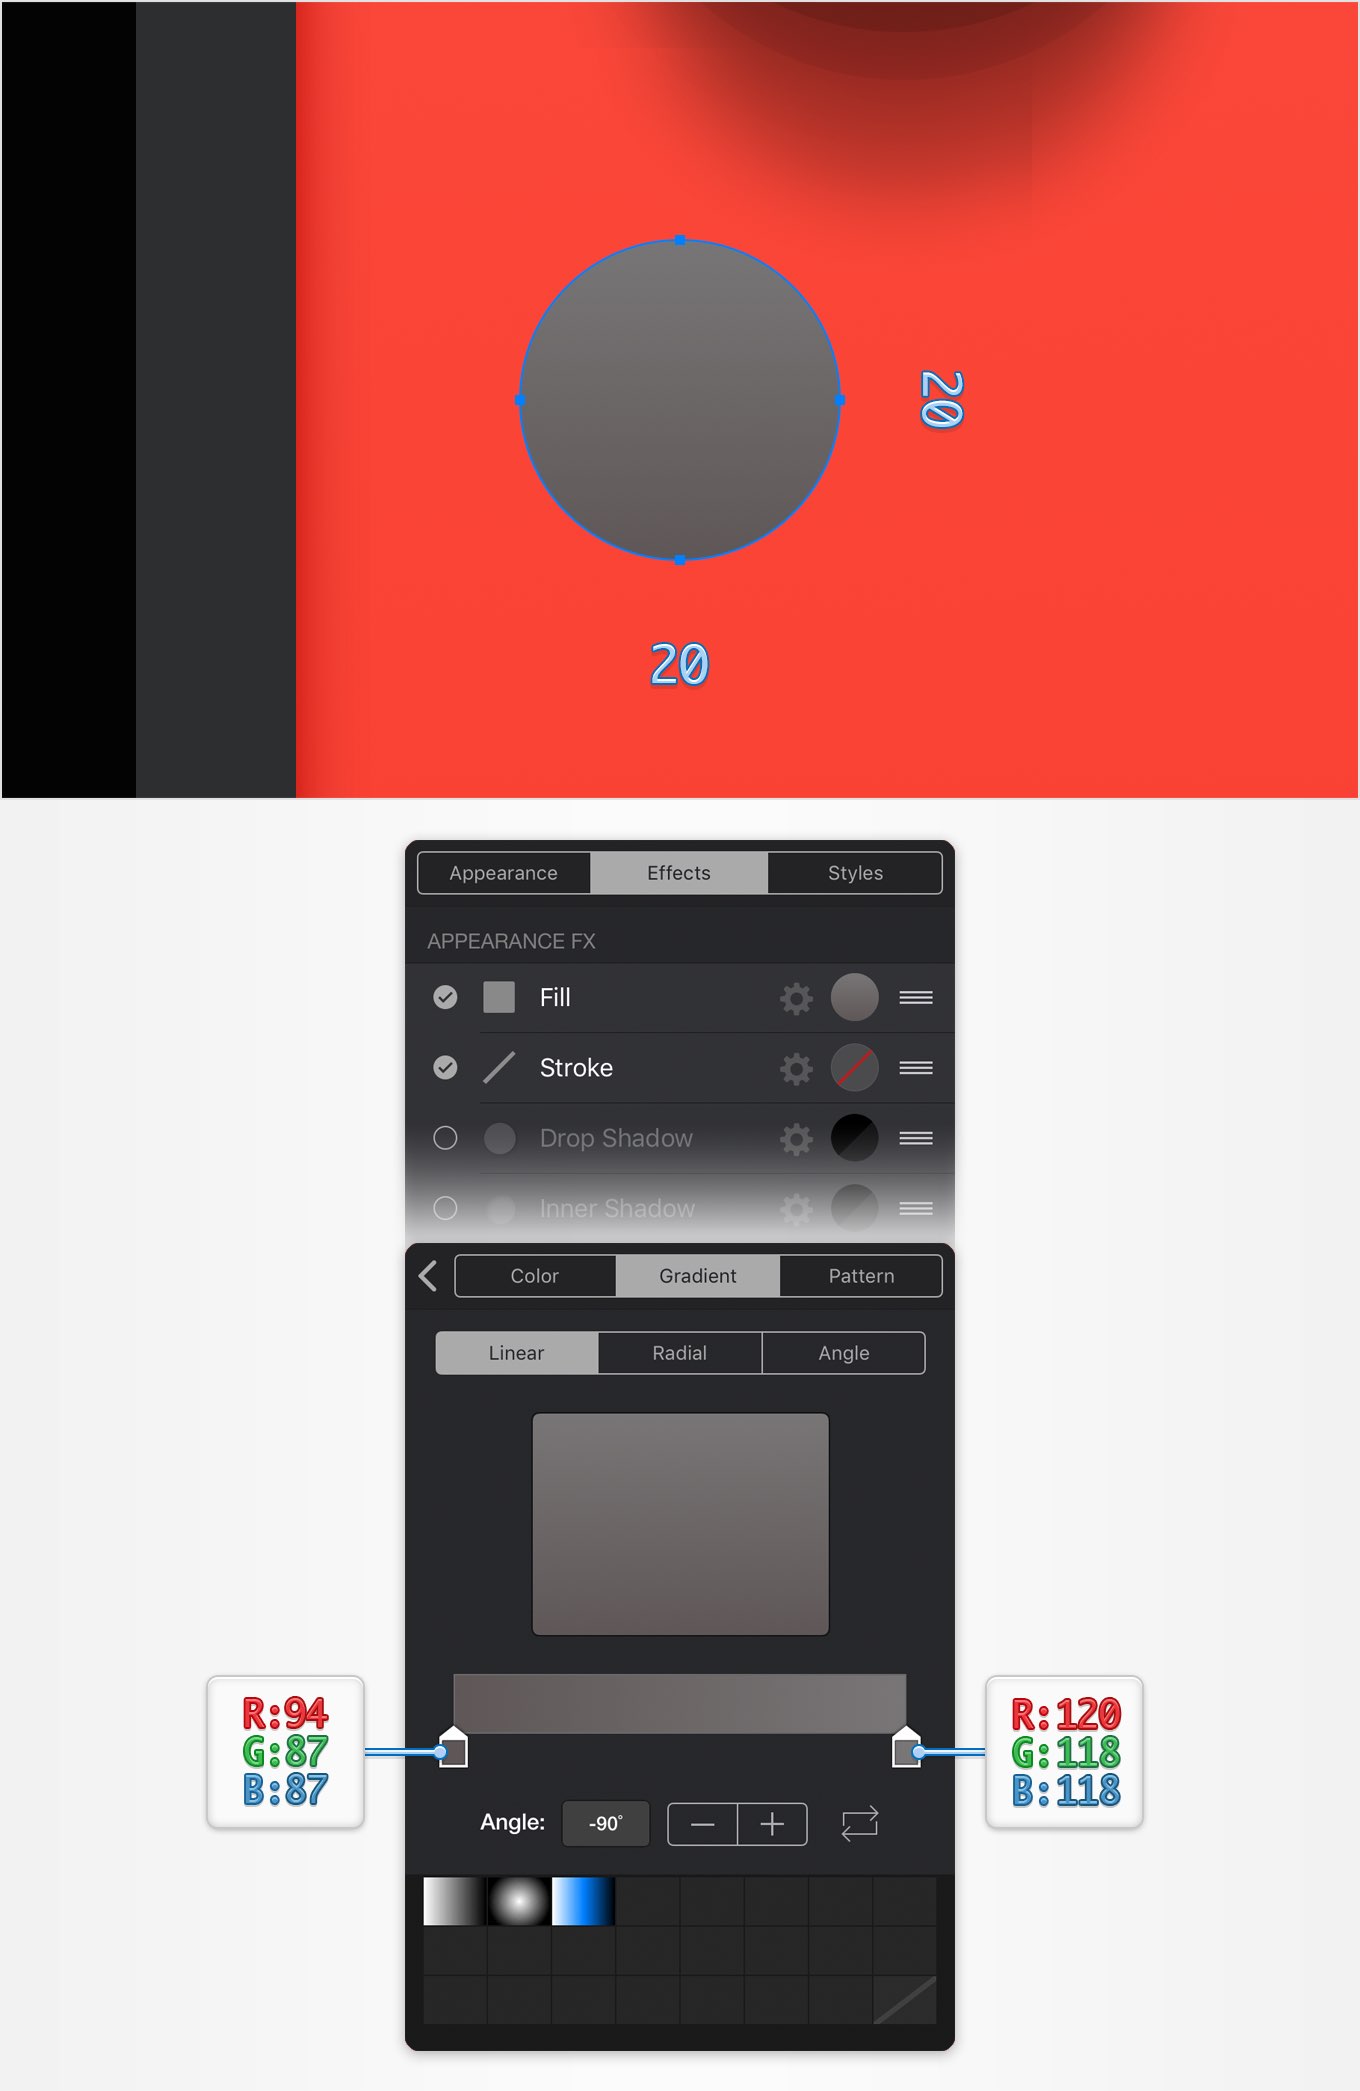 20
20
Appearance
Effects
Styles
APPEARANCE FX
Fill
Stroke
Drop Shadow
Inner Shadow
Color
Gradient
Pattern
Linear
Radial
Angle
R:94
G:87
B:87
R:120
G:118
B:118
Angle:
-90°